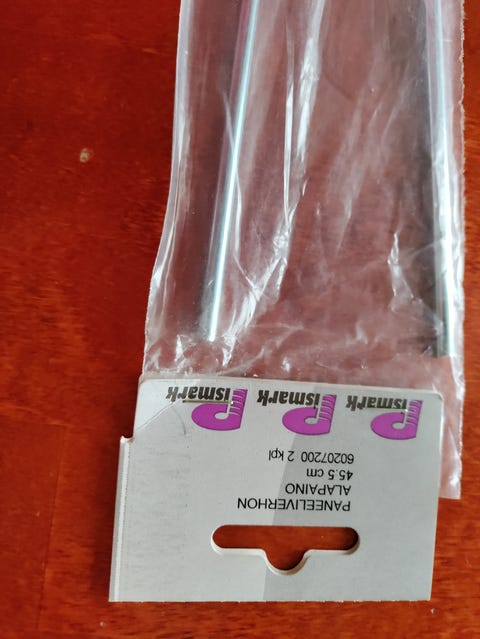 PANEELIVERHON
ALAPAINO
45.5 cm
60207200 2 kpl
Pismark Pismark Pismark